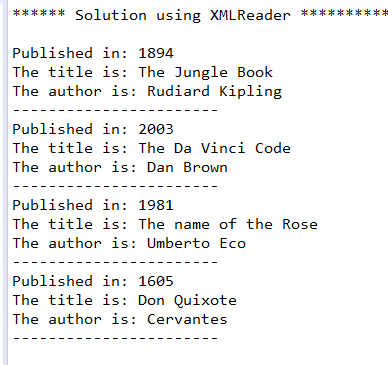 ****** Solution using XMLReader **********
Published in: 1894
The title is: The Jungle Book
The author is: Rudiard Kipling
-----------------------
Published in: 2003
The title is: The Da Vinci Code
The author is: Dan Brown
-----------------------
Published in: 1981
The title is: The name of the Rose
The author is: Umberto Eco
-----------------------
Published in: 1605
The title is: Don Quixote
The author is: Cervantes
-----------------------